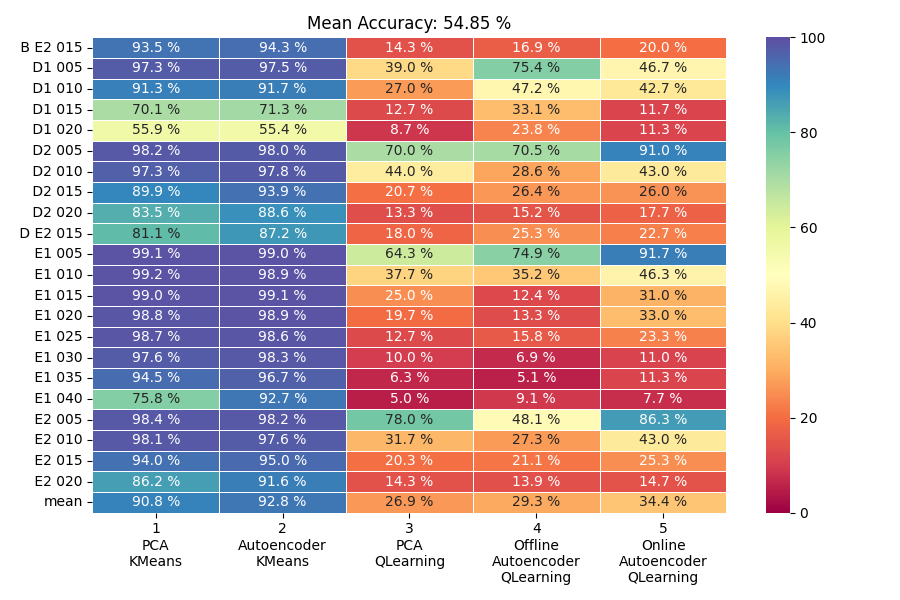 Mean Accuracy: 54.85 %
B E2 015 93.5 % 94.3 % 14.3 % 16.9 % 20.0 %
D1 005 97.3 % 97.5 % 39.0 % 75.4 % 46.7 %
D1 010 91.3 % 91.7 % 27.0 % 47.2 % 42.7 %
D1 015 70.1 % 71.3 % 12.7 % 33.1 % 11.7 %
D1 020 55.9 % 55.4 % 8.7 % 23.8 % 11.3 %
D2 005 98.2 % 98.0 % 70.0 % 70.5 % 91.0 %
D2 010 97.3 % 97.8 % 44.0 % 28.6 % 43.0 %
D2 015 89.9 % 93.9 % 20.7 % 26.4 % 26.0 %
D2 020 83.5 % 88.6 % 13.3 % 15.2 % 17.7 %
D E2 015 81.1 % 87.2 % 18.0 % 25.3 % 22.7 %
E1 005 99.1 % 99.0 % 64.3 % 74.9 % 91.7 %
E1 010 99.2 % 98.9 % 37.7 % 35.2 % 46.3 %
E1 015 99.0 % 99.1 % 25.0 % 12.4 % 31.0 %
E1 020 98.8 % 98.9 % 19.7 % 13.3 % 33.0 %
E1 025 98.7 % 98.6 % 12.7 % 15.8 % 23.3 %
E1 030 97.6 % 98.3 % 10.0 % 6.9 % 11.0 %
E1 035 94.5 % 96.7 % 6.3 % 5.1 % 11.3 %
E1 040 75.8 % 92.7 % 5.0 % 9.1 % 7.7 %
E2 005 98.4 % 98.2 % 78.0 % 48.1 % 86.3 %
E2 010 98.1 % 97.6 % 31.7 % 27.3 % 43.0 %
E2 015 94.0 % 95.0 % 20.3 % 21.1 % 25.3 %
E2 020 86.2 % 91.6 % 14.3 % 13.9 % 14.7 %
mean 90.8 % 92.8 % 26.9 % 29.3 % 34.4 %
1
PCA
KMeans
2
Autoencoder
KMeans
3
PCA
QLearning
4
Offline
Autoencoder
QLearning
5
Online
Autoencoder
QLearning
100
80
60
40
20
0